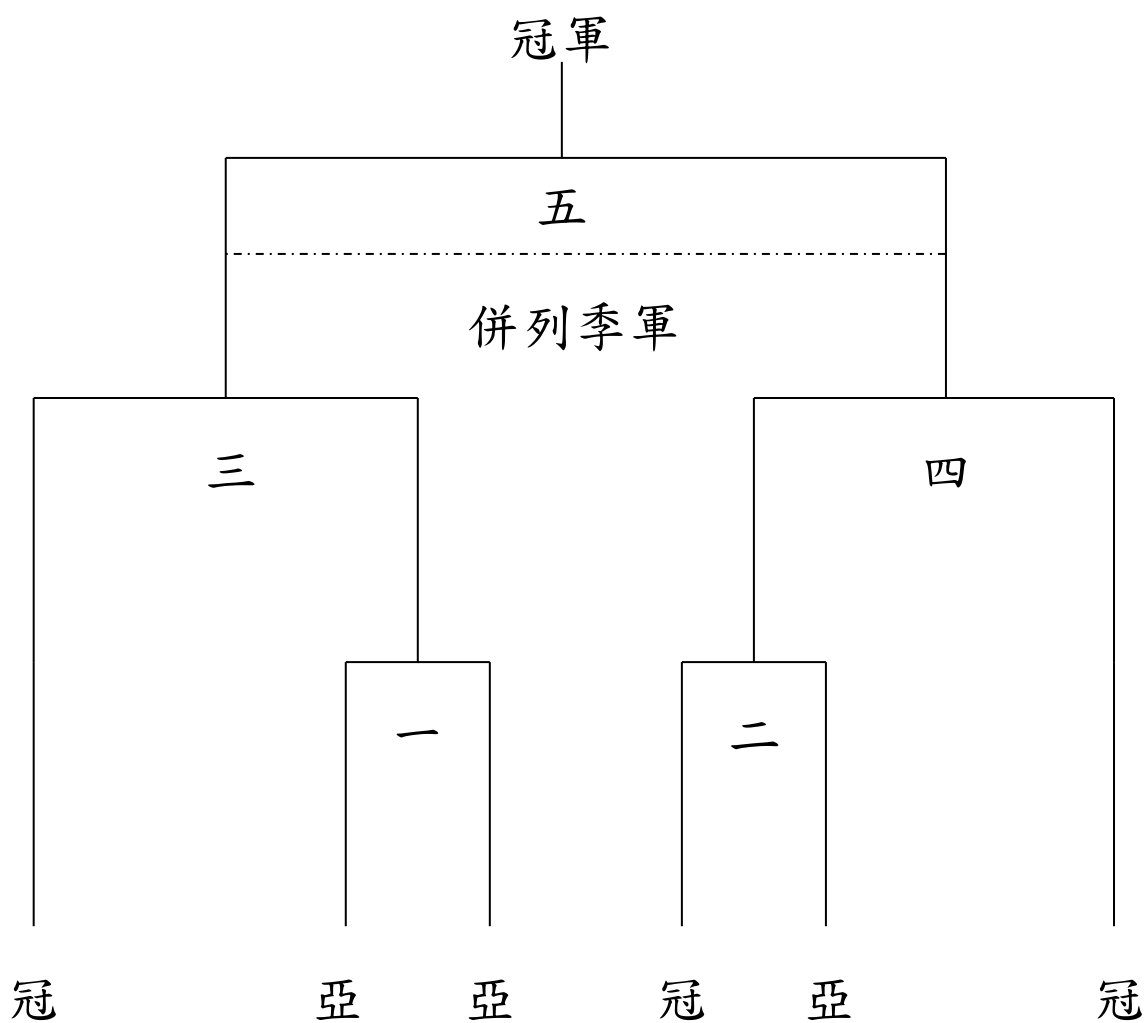 冠軍
五
併列季軍
三 四
一 二
冠 亞 亞 冠 亞 冠